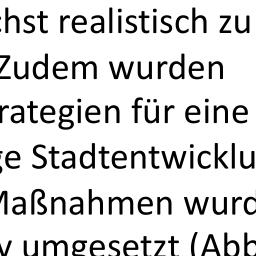 chst realistisch zu
Zudem wurden
rategien für eine
ge Stadtentwicklu
Maßnahmen wurd
v umgesetzt (Abb